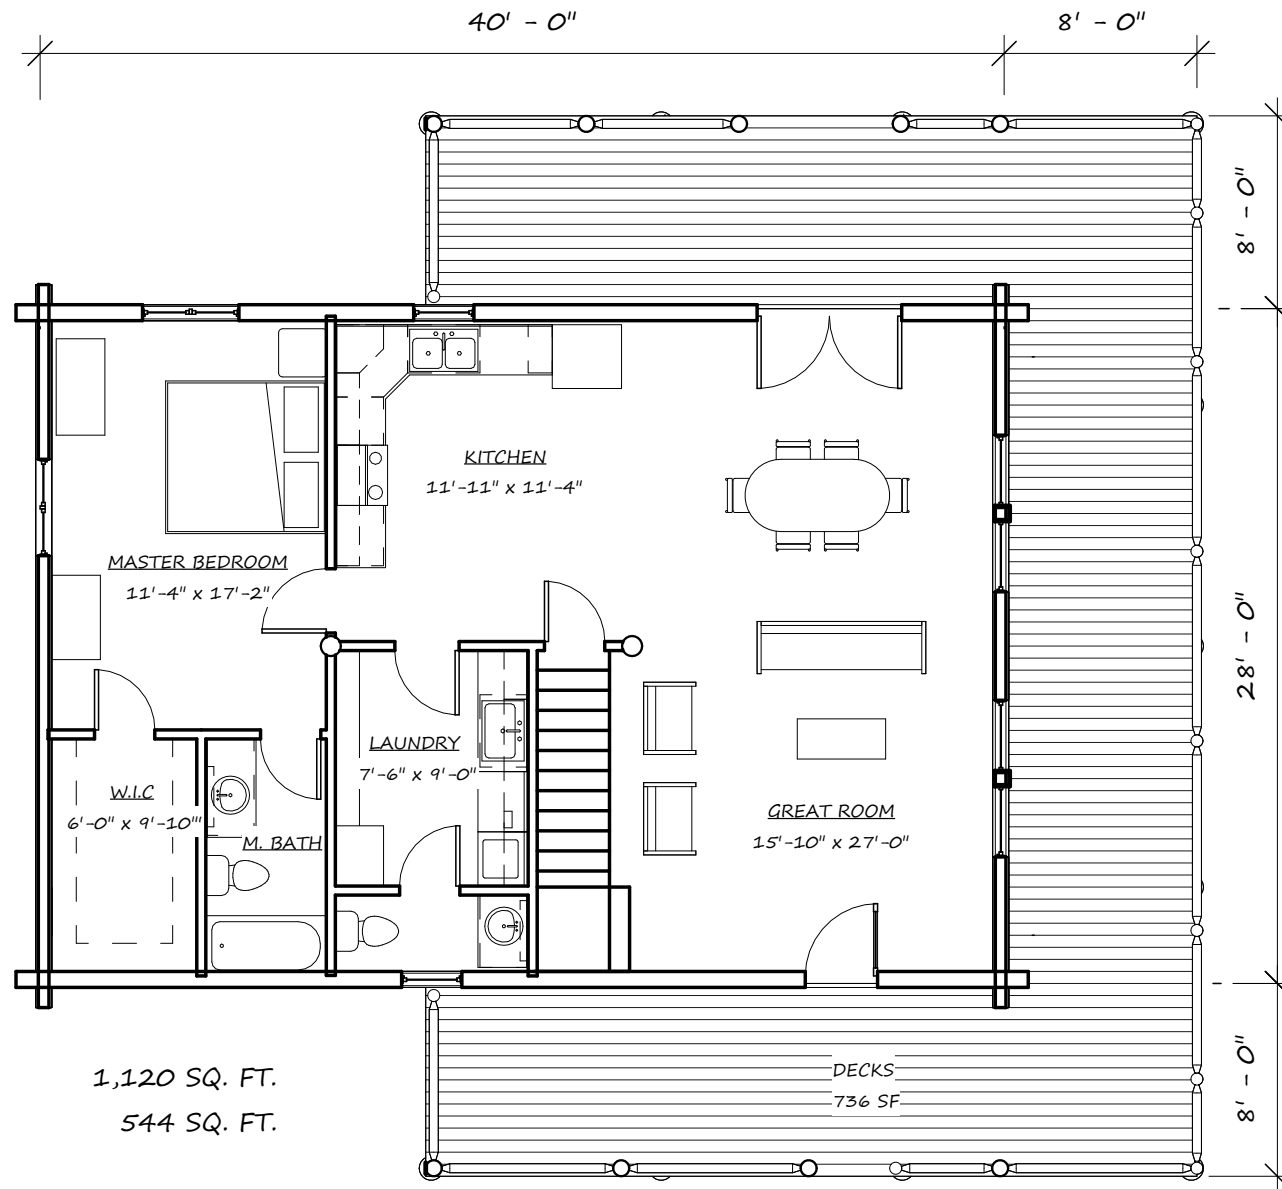 40' - 0"
8' - 0"
8' - 0"
KITCHEN
11'-11" x 11'-4"
MASTER BEDROOM
11'-4" x 17'-2"
28' - 0"
LAUNDRY
7'-6" x 9'-0"
W.I.C
6'-0" x 9'-10"'
M. BATH
GREAT ROOM
15'-10" x 27'-0"
8' - 0"
DECKS
736 SF
1,120 SQ. FT.
544 SQ. FT.